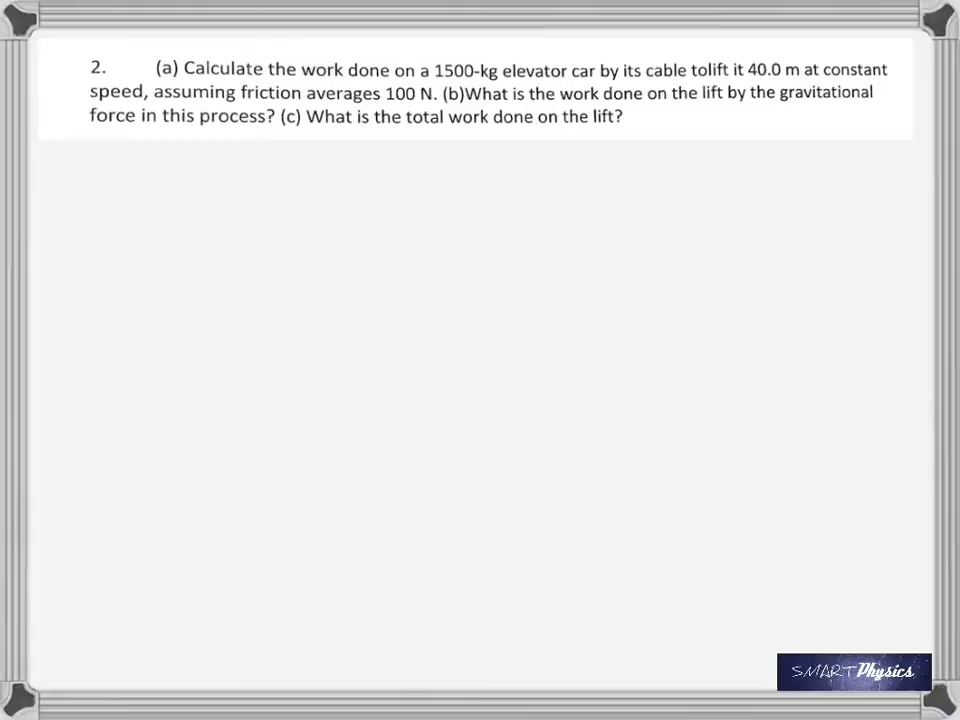 2. (a) Calculate the work done on a 1500-kg elevator car by its cable tolift it 40.0 m at constant
speed, assuming friction averages 100 N. (b)What is the work done on the lift by the gravitational
force in this process? (c) What is the total work done on the lift?
SMART Physics